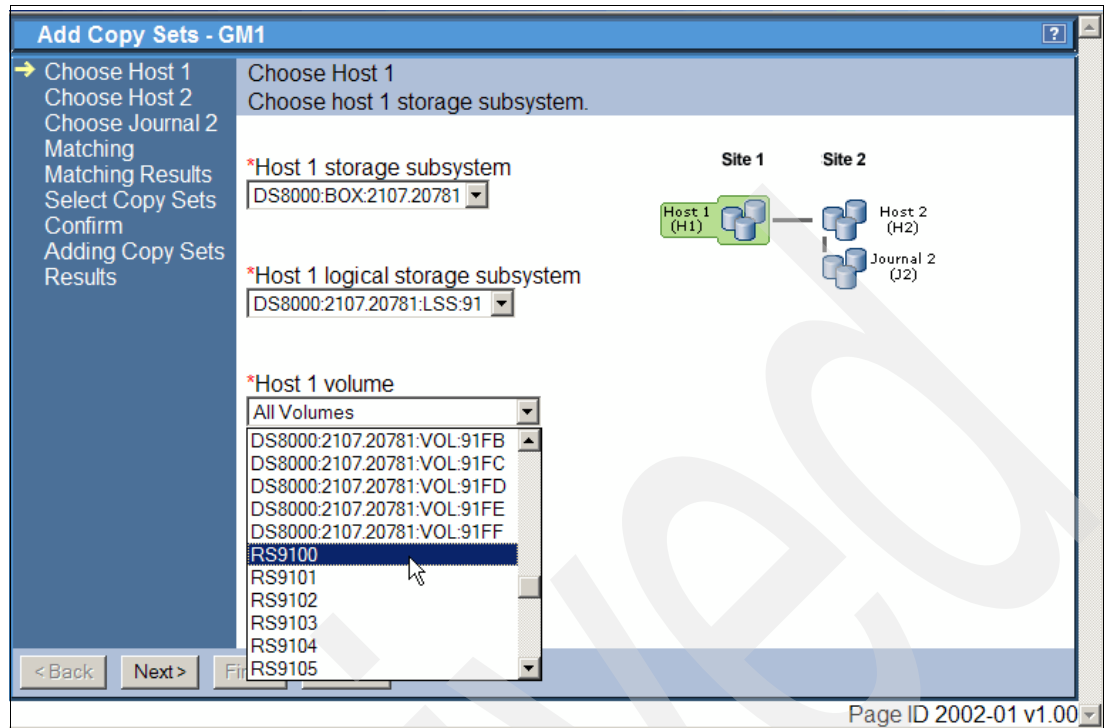 Add Copy Sets - GM1
?
Choose Host 1
Choose Host 2
Choose Journal 2
Matching
Matching Results
Select Copy Sets
Confirm
Adding Copy Sets
Results
Choose Host 1
Choose host 1 storage subsystem.
*Host 1 storage subsystem
DS8000:BOX:2107.20781
*Host 1 logical storage subsystem
DS8000:2107.20781:LSS:91
*Host 1 volume
All Volumes
DS8000:2107.20781:VOL:91FB
DS8000:2107.20781:VOL:91FC
DS8000:2107.20781:VOL:91FD
DS8000:2107.20781:VOL:91FE
DS8000:2107.20781:VOL:91FF
RS9100
RS9101
RS9102
RS9103
RS9104
RS9105
Site 1 Site 2
Host 1
(H1)
Host 2
(H2)
Journal 2
(J2)
< Back Next >
Page ID 2002-01 v1.00